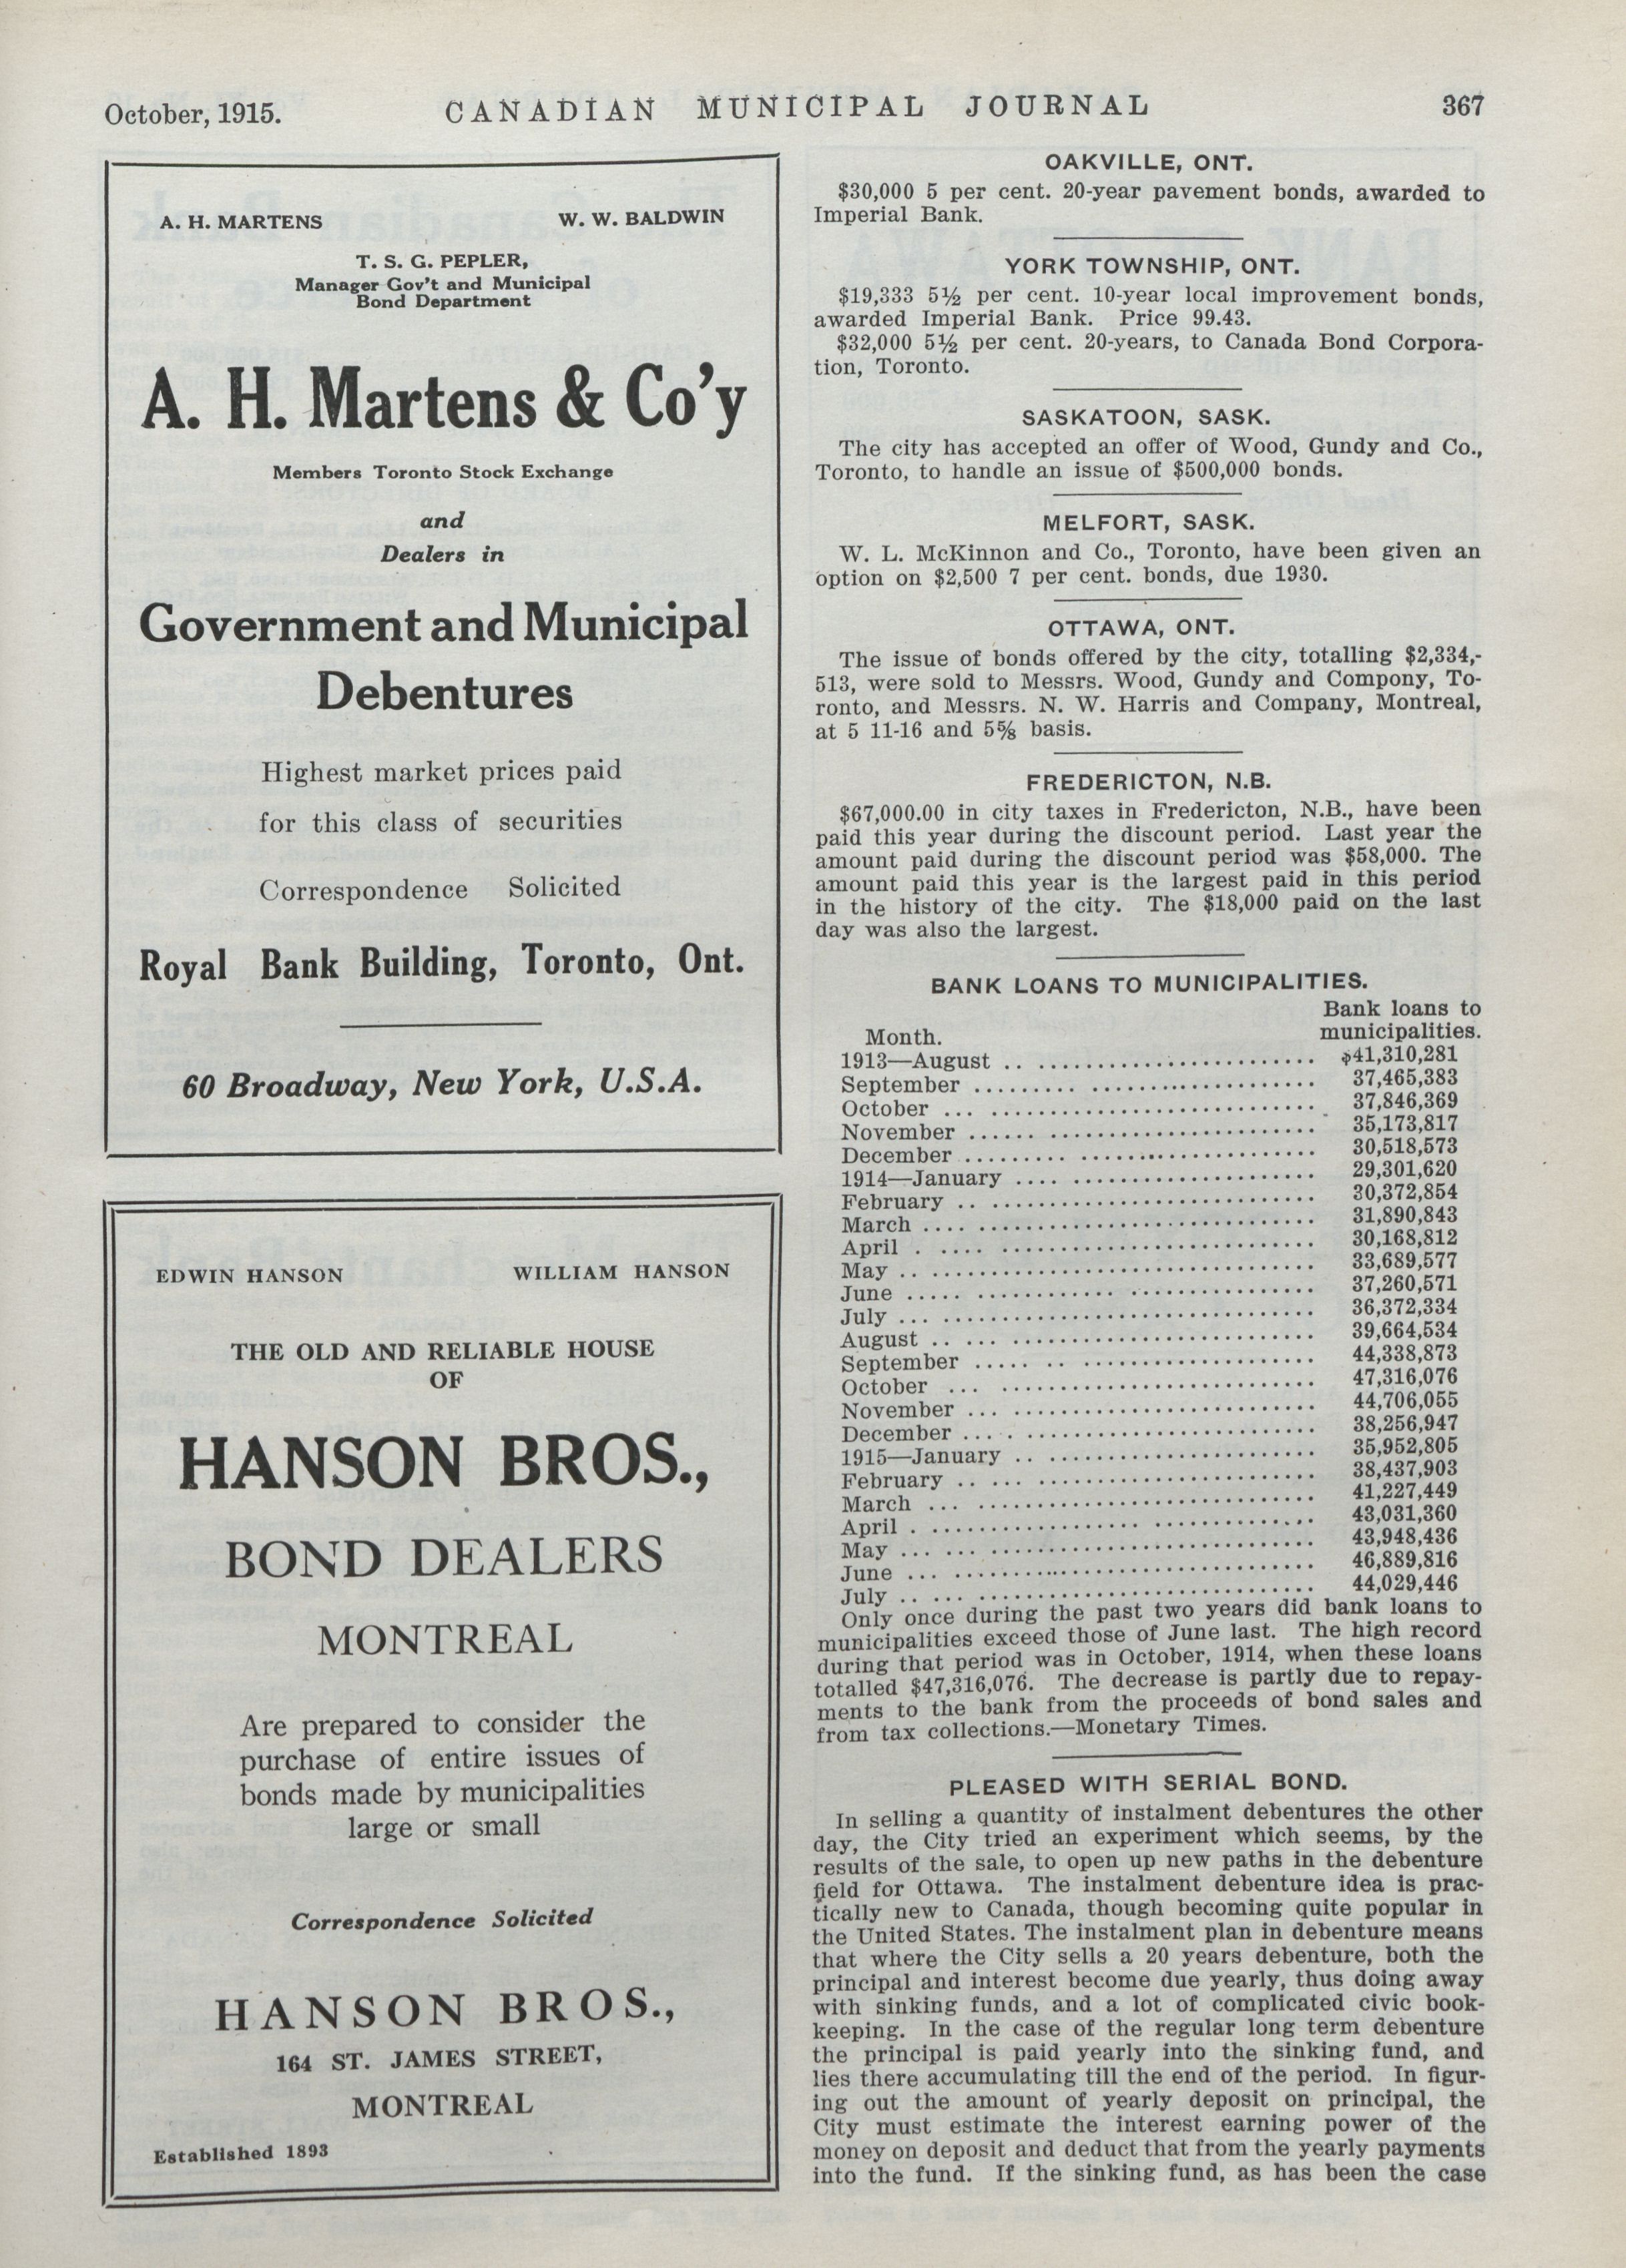 October, 1915.
CANADIAN MUNICIPAL JOURNAL
367
A. H. MARTENS
W. W. BALDWIN
T. S. G. PEPLER,
Manager Gov't and Municipal
Bond Department
A. H. Martens & Co'y
Members Toronto Stock Exchange
and
Dealers in
Government and Municipal
Debentures
Highest market prices paid
for this class of securities
Correspondence Solicited
Royal Bank Building, Toronto, Ont.
60 Broadway, New York, U.S.A.
EDWIN HANSON
WILLIAM HANSON
THE OLD AND RELIABLE HOUSE
OF
HANSON BROS.,
BOND DEALERS
MONTREAL
Are prepared to consider the
purchase of entire issues of
bonds made by municipalities
large or small
Correspondence Solicited
HANSON BROS.,
164 ST. JAMES STREET,
MONTREAL
Established 1893
OAKVILLE, ONT.
$30,000 5 per cent. 20-year pavement bonds, awarded to
Imperial Bank.
YORK TOWNSHIP, ONT.
$19,333 5½ per cent. 10-year local improvement bonds,
awarded Imperial Bank. Price 99.43.
$32,000 5½ per cent. 20-years, to Canada Bond Corpora-
tion, Toronto.
SASKATOON, SASK.
The city has accepted an offer of Wood, Gundy and Co.,
Toronto, to handle an issue of $500,000 bonds.
MELFORT, SASK.
W. L. McKinnon and Co., Toronto, have been given an
option on $2,500 7 per cent. bonds, due 1930.
OTTAWA, ONT.
The issue of bonds offered by the city, totalling $2,334,-
513, were sold to Messrs. Wood, Gundy and Compony, To-
ronto, and Messrs. N. W. Harris and Company, Montreal,
at 5 11-16 and 5⅝ basis.
FREDERICTON, N.B.
$67,000.00 in city taxes in Fredericton, N.B., have been
paid this year during the discount period. Last year the
amount paid during the discount period was $58,000. The
amount paid this year is the largest paid in this period
in the history of the city. The $18,000 paid on the last
day was also the largest.
BANK LOANS TO MUNICIPALITIES.
Bank loans to
Month. municipalities.
1913—August .. ........................ $41,310,281
September ......... ....................... 37,465,383
October ... ................................ 37,846,369
November ...... .......................... 35,173,817
December ......... ....................... 30,518,573
1914—January .... ........................ 29,301,620
February .. .............................. 30,372,854
March .... ................................ 31,890,843
April . .... .............................. 30,168,812
May .. .................................... 33,689,577
June ..... ............ .................. 37,260,571
July ... .................................. 36,372,334
August .. ... ............................ 39,664,534
September ..... .. ....................... 44,338,873
October ... .............................. 47,316,076
November ... ............................. 44,706,055
December ... . ........................... 38,256,947
1915—January .. .......................... 35,952,805
February .. ... .......................... 38,437,903
March ... ................................ 41,227,449
April . ................... ............... 43,031,360
May ... ... .............................. 43,948,436
June ... .................................. 46,889,816
July .. ... .............................. 44,029,446
Only once during the past two years did bank loans to
municipalities exceed those of June last. The high record
during that period was in October, 1914, when these loans
totalled $47,316,076. The decrease is partly due to repay-
ments to the bank from the proceeds of bond sales and
from tax collections.—Monetary Times.
PLEASED WITH SERIAL BOND.
In selling a quantity of instalment debentures the other
day, the City tried an experiment which seems, by the
results of the sale, to open up new paths in the debenture
field for Ottawa. The instalment debenture idea is prac-
tically new to Canada, though becoming quite popular in
the United States. The instalment plan in debenture means
that where the City sells a 20 years debenture, both the
principal and interest become due yearly, thus doing away
with sinking funds, and a lot of complicated civic book-
keeping. In the case of the regular long term debenture
the principal is paid yearly into the sinking fund, and
lies there accumulating till the end of the period. In figur-
ing out the amount of yearly deposit on principal, the
City must estimate the interest earning power of the
money on deposit and deduct that from the yearly payments
into the fund. If the sinking fund, as has been the case